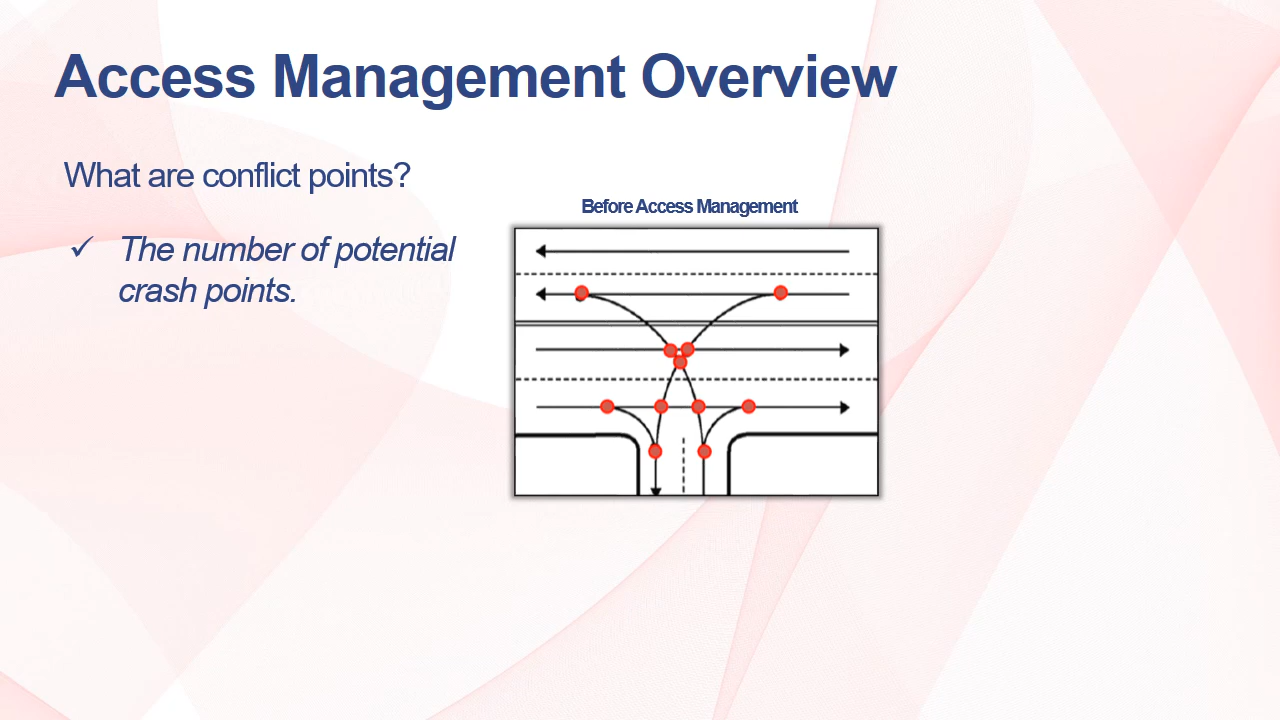 Access Management Overview
What are conflict points?
Before Access Management
✓ The number of potential
crash points.